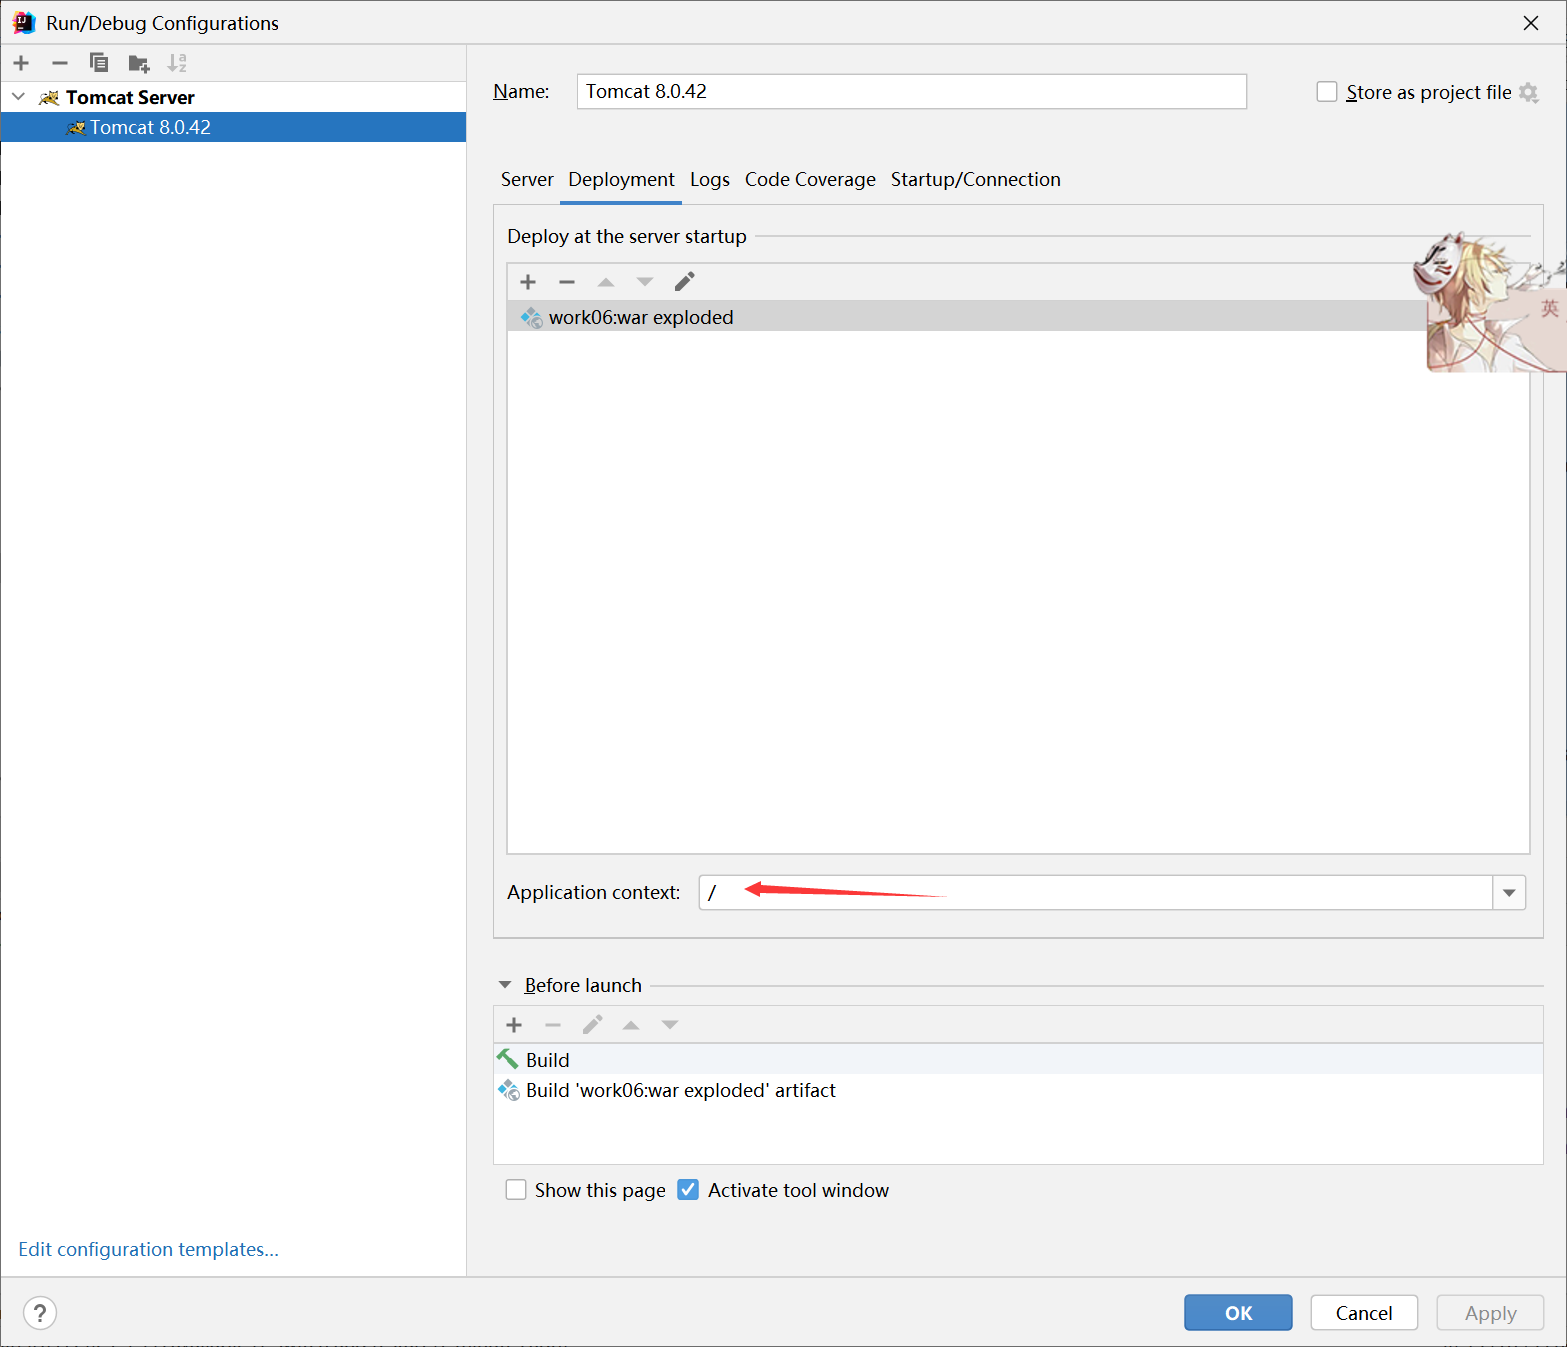 Run/Debug Configurations
Tomcat Server
Tomcat 8.0.42
Name: Tomcat 8.0.42
Store as project file
Server Deployment Logs Code Coverage Startup/Connection
Deploy at the server startup
work06:war exploded
英
Application context: /
Before launch
Build
Build 'work06:war exploded' artifact
Show this page Activate tool window
Edit configuration templates...
? OK Cancel Apply